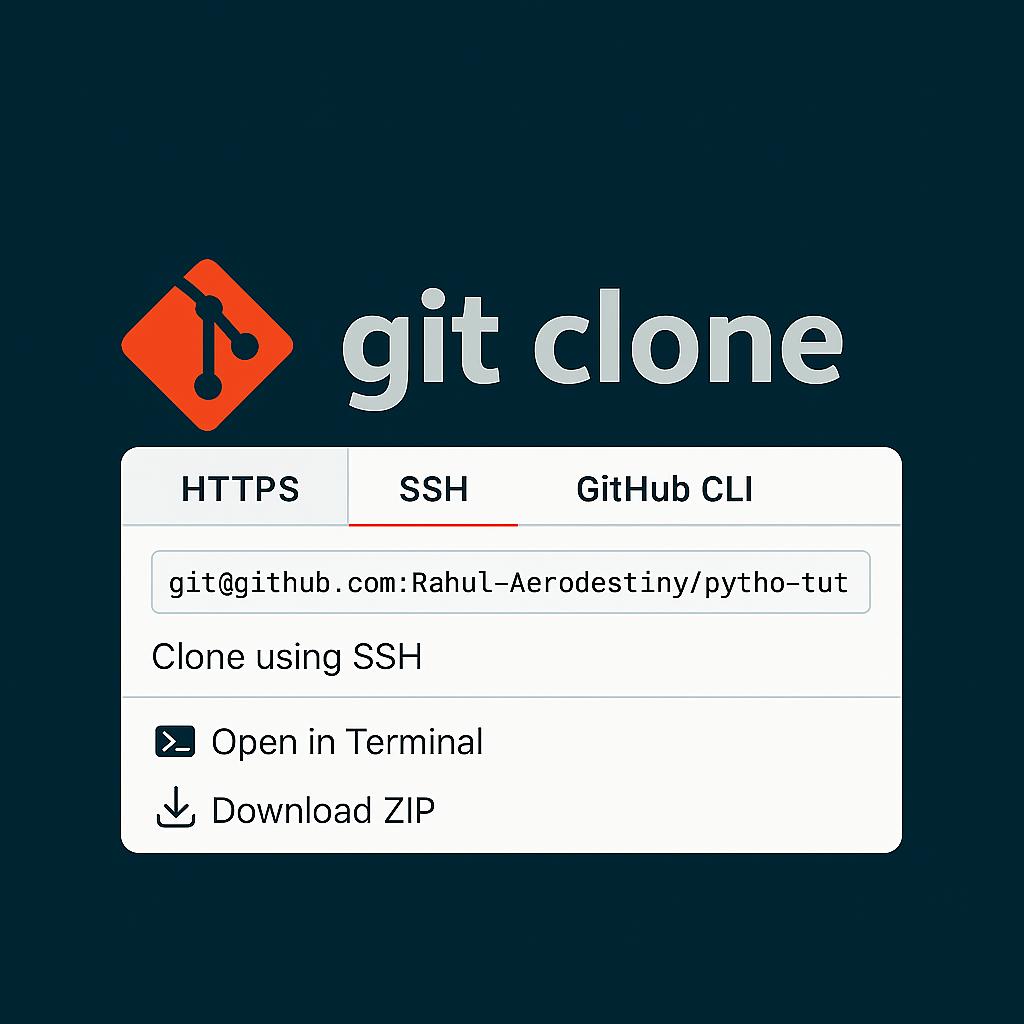 git clone
HTTPS SSH GitHub CLI
git@github.com:Rahul-Aerodestiny/pytho-tut
Clone using SSH
Open in Terminal
Download ZIP